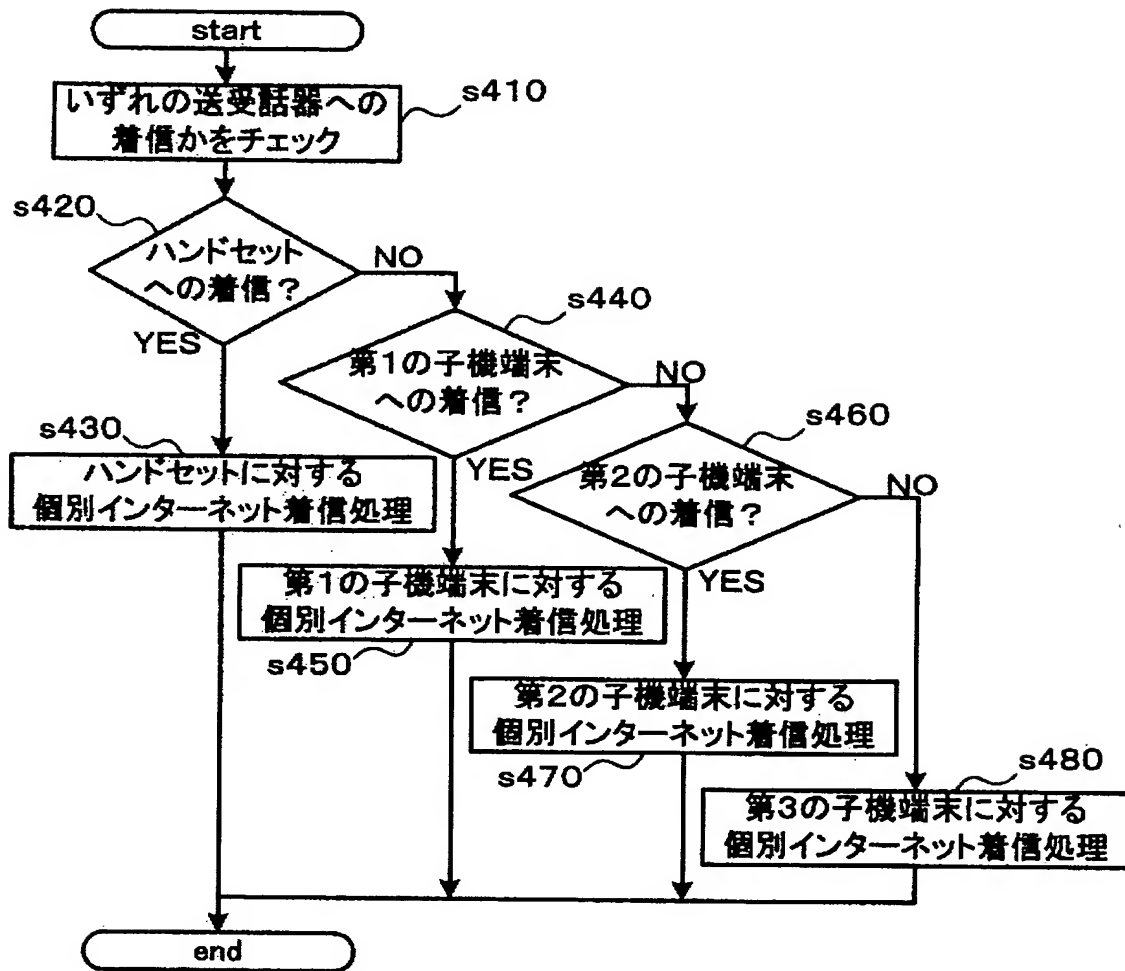 start
s410
いずれの送受話器への
着信かをチェック
s420
ハンドセット
への着信？
NO
YES
s440
第1の子機端末
への着信？
NO
YES
s430
ハンドセットに対する
個別インターネット着信処理
s460
第2の子機端末
への着信？
NO
YES
第1の子機端末に対する
個別インターネット着信処理
s450
第2の子機端末に対する
個別インターネット着信処理
s470
s480
第3の子機端末に対する
個別インターネット着信処理
end